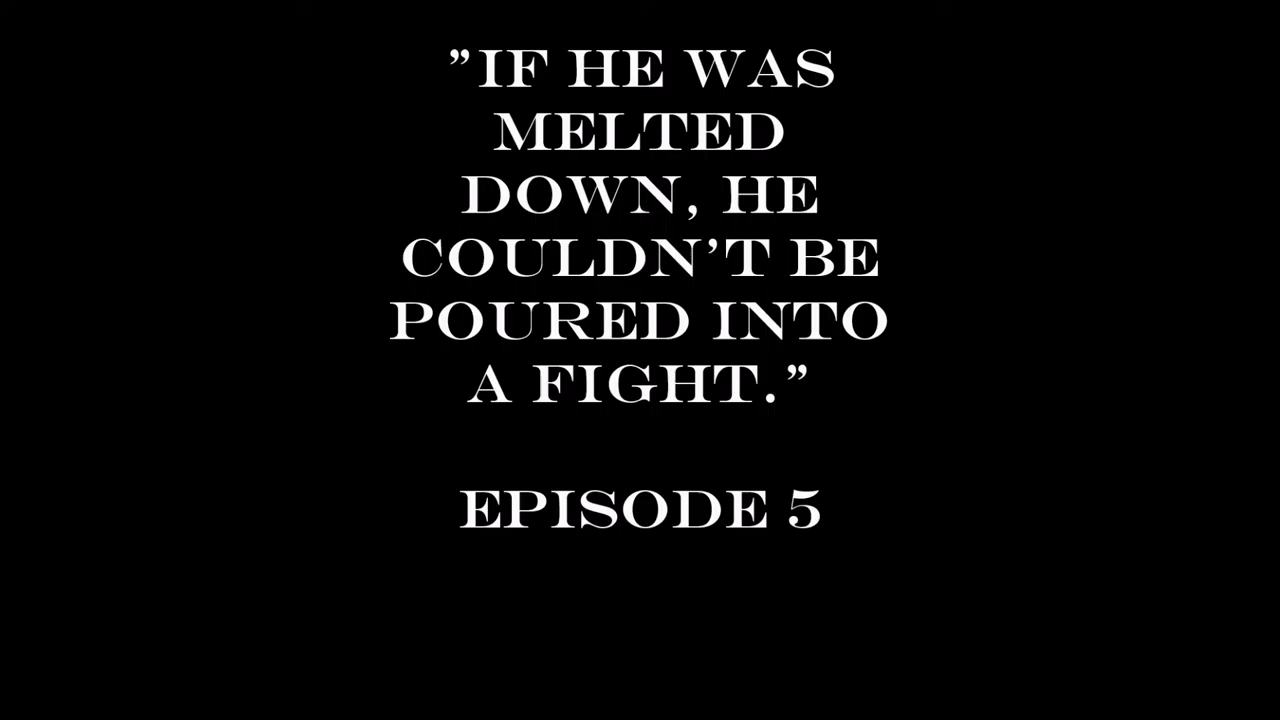 ”IF HE WAS
MELTED
DOWN, HE
COULDN’T BE
POURED INTO
A FIGHT.”
EPISODE 5